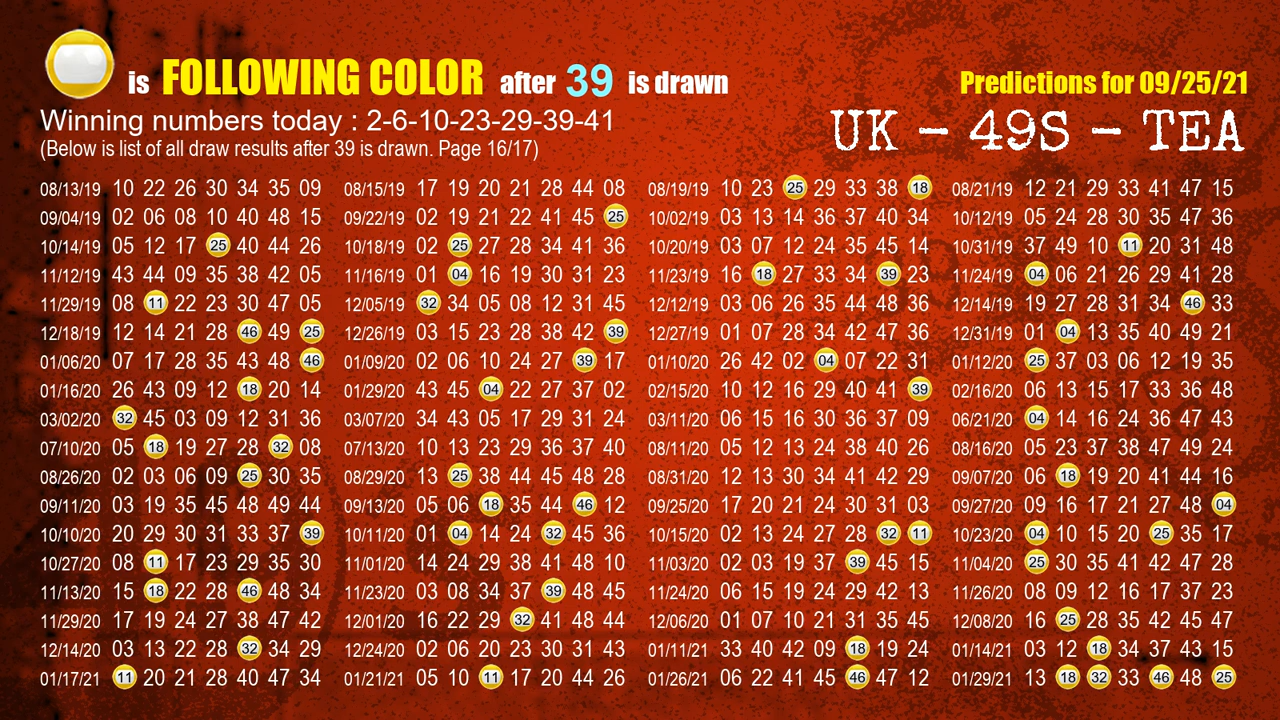 is FOLLOWING COLOR after 39 is drawn
Predictions for 09/25/21
Winning numbers today : 2-6-10-23-29-39-41
UK - 49S - TEA
(Below is list of all draw results after 39 is drawn. Page 16/17)
08/13/19 10 22 26 30 34 35 09 08/15/19 17 19 20 21 28 44 08 08/19/19 10 23 25 29 33 38 18 08/21/19 12 21 29 33 41 47 15
09/04/19 02 06 08 10 40 48 15 09/22/19 02 19 21 22 41 45 25 10/02/19 03 13 14 36 37 40 34 10/12/19 05 24 28 30 35 47 36
10/14/19 05 12 17 25 40 44 26 10/18/19 02 25 27 28 34 41 36 10/20/19 03 07 12 24 35 45 14 10/31/19 37 49 10 11 20 31 48
11/12/19 43 44 09 35 38 42 05 11/16/19 01 04 16 19 30 31 23 11/23/19 16 18 27 33 34 39 23 11/24/19 04 06 21 26 29 41 28
11/29/19 08 11 22 23 30 47 05 12/05/19 32 34 05 08 12 31 45 12/12/19 03 06 26 35 44 48 36 12/14/19 19 27 28 31 34 46 33
12/18/19 12 14 21 28 46 49 25 12/26/19 03 15 23 28 38 42 39 12/27/19 01 07 28 34 42 47 36 12/31/19 01 04 13 35 40 49 21
01/06/20 07 17 28 35 43 48 46 01/09/20 02 06 10 24 27 39 17 01/10/20 26 42 02 04 07 22 31 01/12/20 25 37 03 06 12 19 35
01/16/20 26 43 09 12 18 20 14 01/29/20 43 45 04 22 27 37 02 02/15/20 10 12 16 29 40 41 39 02/16/20 06 13 15 17 33 36 48
03/02/20 32 45 03 09 12 31 36 03/07/20 34 43 05 17 29 31 24 03/11/20 06 15 16 30 36 37 09 06/21/20 04 14 16 24 36 47 43
07/10/20 05 18 19 27 28 32 08 07/13/20 10 13 23 29 36 37 40 08/11/20 05 12 13 24 38 40 26 08/16/20 05 23 37 38 47 49 24
08/26/20 02 03 06 09 25 30 35 08/29/20 13 25 38 44 45 48 28 08/31/20 12 13 30 34 41 42 29 09/07/20 06 18 19 20 41 44 16
09/11/20 03 19 35 45 48 49 44 09/13/20 05 06 18 35 44 46 12 09/25/20 17 20 21 24 30 31 03 09/27/20 09 16 17 21 27 48 04
10/10/20 20 29 30 31 33 37 39 10/11/20 01 04 14 24 32 45 36 10/15/20 02 13 24 27 28 32 11 10/23/20 04 10 15 20 25 35 17
10/27/20 08 11 17 23 29 35 30 11/01/20 14 24 29 38 41 48 10 11/03/20 02 03 19 37 39 45 15 11/04/20 25 30 35 41 42 47 28
11/13/20 15 18 22 28 46 48 34 11/23/20 03 08 34 37 39 48 45 11/24/20 06 15 19 24 29 42 13 11/26/20 08 09 12 16 17 37 23
11/29/20 17 19 24 27 38 47 42 12/01/20 16 22 29 32 41 48 44 12/06/20 01 07 10 21 31 35 45 12/08/20 16 25 28 35 42 45 47
12/14/20 03 13 22 28 32 34 29 12/24/20 02 06 20 23 30 31 43 01/11/21 33 40 42 09 18 19 24 01/14/21 03 12 18 34 37 43 15
01/17/21 11 20 21 28 40 47 34 01/21/21 05 10 11 17 20 44 26 01/26/21 06 22 41 45 46 47 12 01/29/21 13 18 32 33 46 48 25